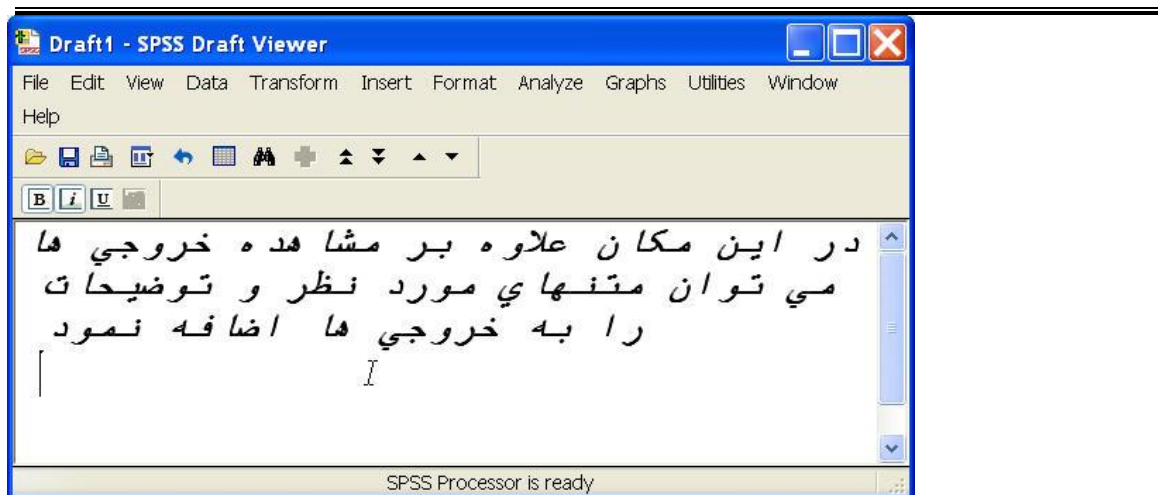 Draft1 - SPSS Draft Viewer
File Edit View Data Transform Insert Format Analyze Graphs Utilities Window
Help
B i U
در اين مكان علاوه بر مشاهده خروجي ها
مي توان متنهاي مورد نظر و توضيحات
را به خروجي ها اضافه نمود
SPSS Processor is ready